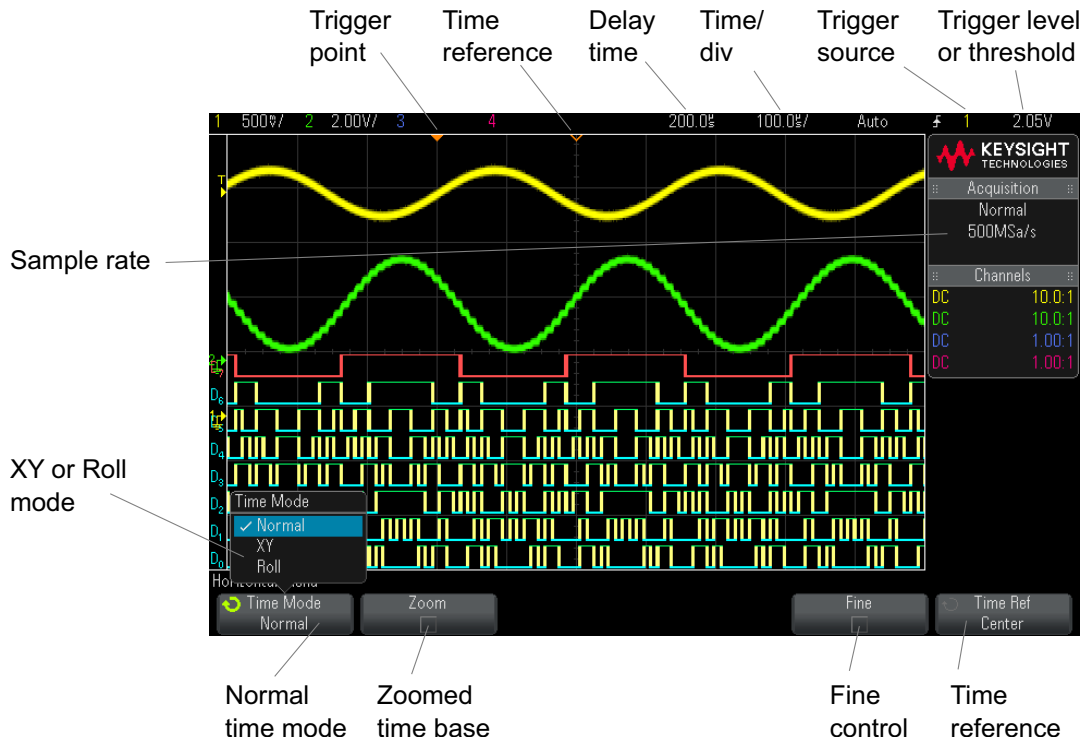 Trigger point
Time reference
Delay time
Time/ div
Trigger source
Trigger level or threshold
1 500mV/ 2 2.00V/ 3 4 200.0us 100.0us/ Auto 1 2.05V
T
KEYSIGHT
TECHNOLOGIES
Acquisition
Normal
500MSa/s
Channels
DC 10.0:1
DC 10.0:1
DC 1.00:1
DC 1.00:1
Sample rate
D6
D4
D3
D2
D1
D0
XY or Roll mode
Time Mode
✓ Normal
XY
Roll
Time Mode
Normal
Zoom
Fine
Time Ref
Center
Normal time mode
Zoomed time base
Fine control
Time reference